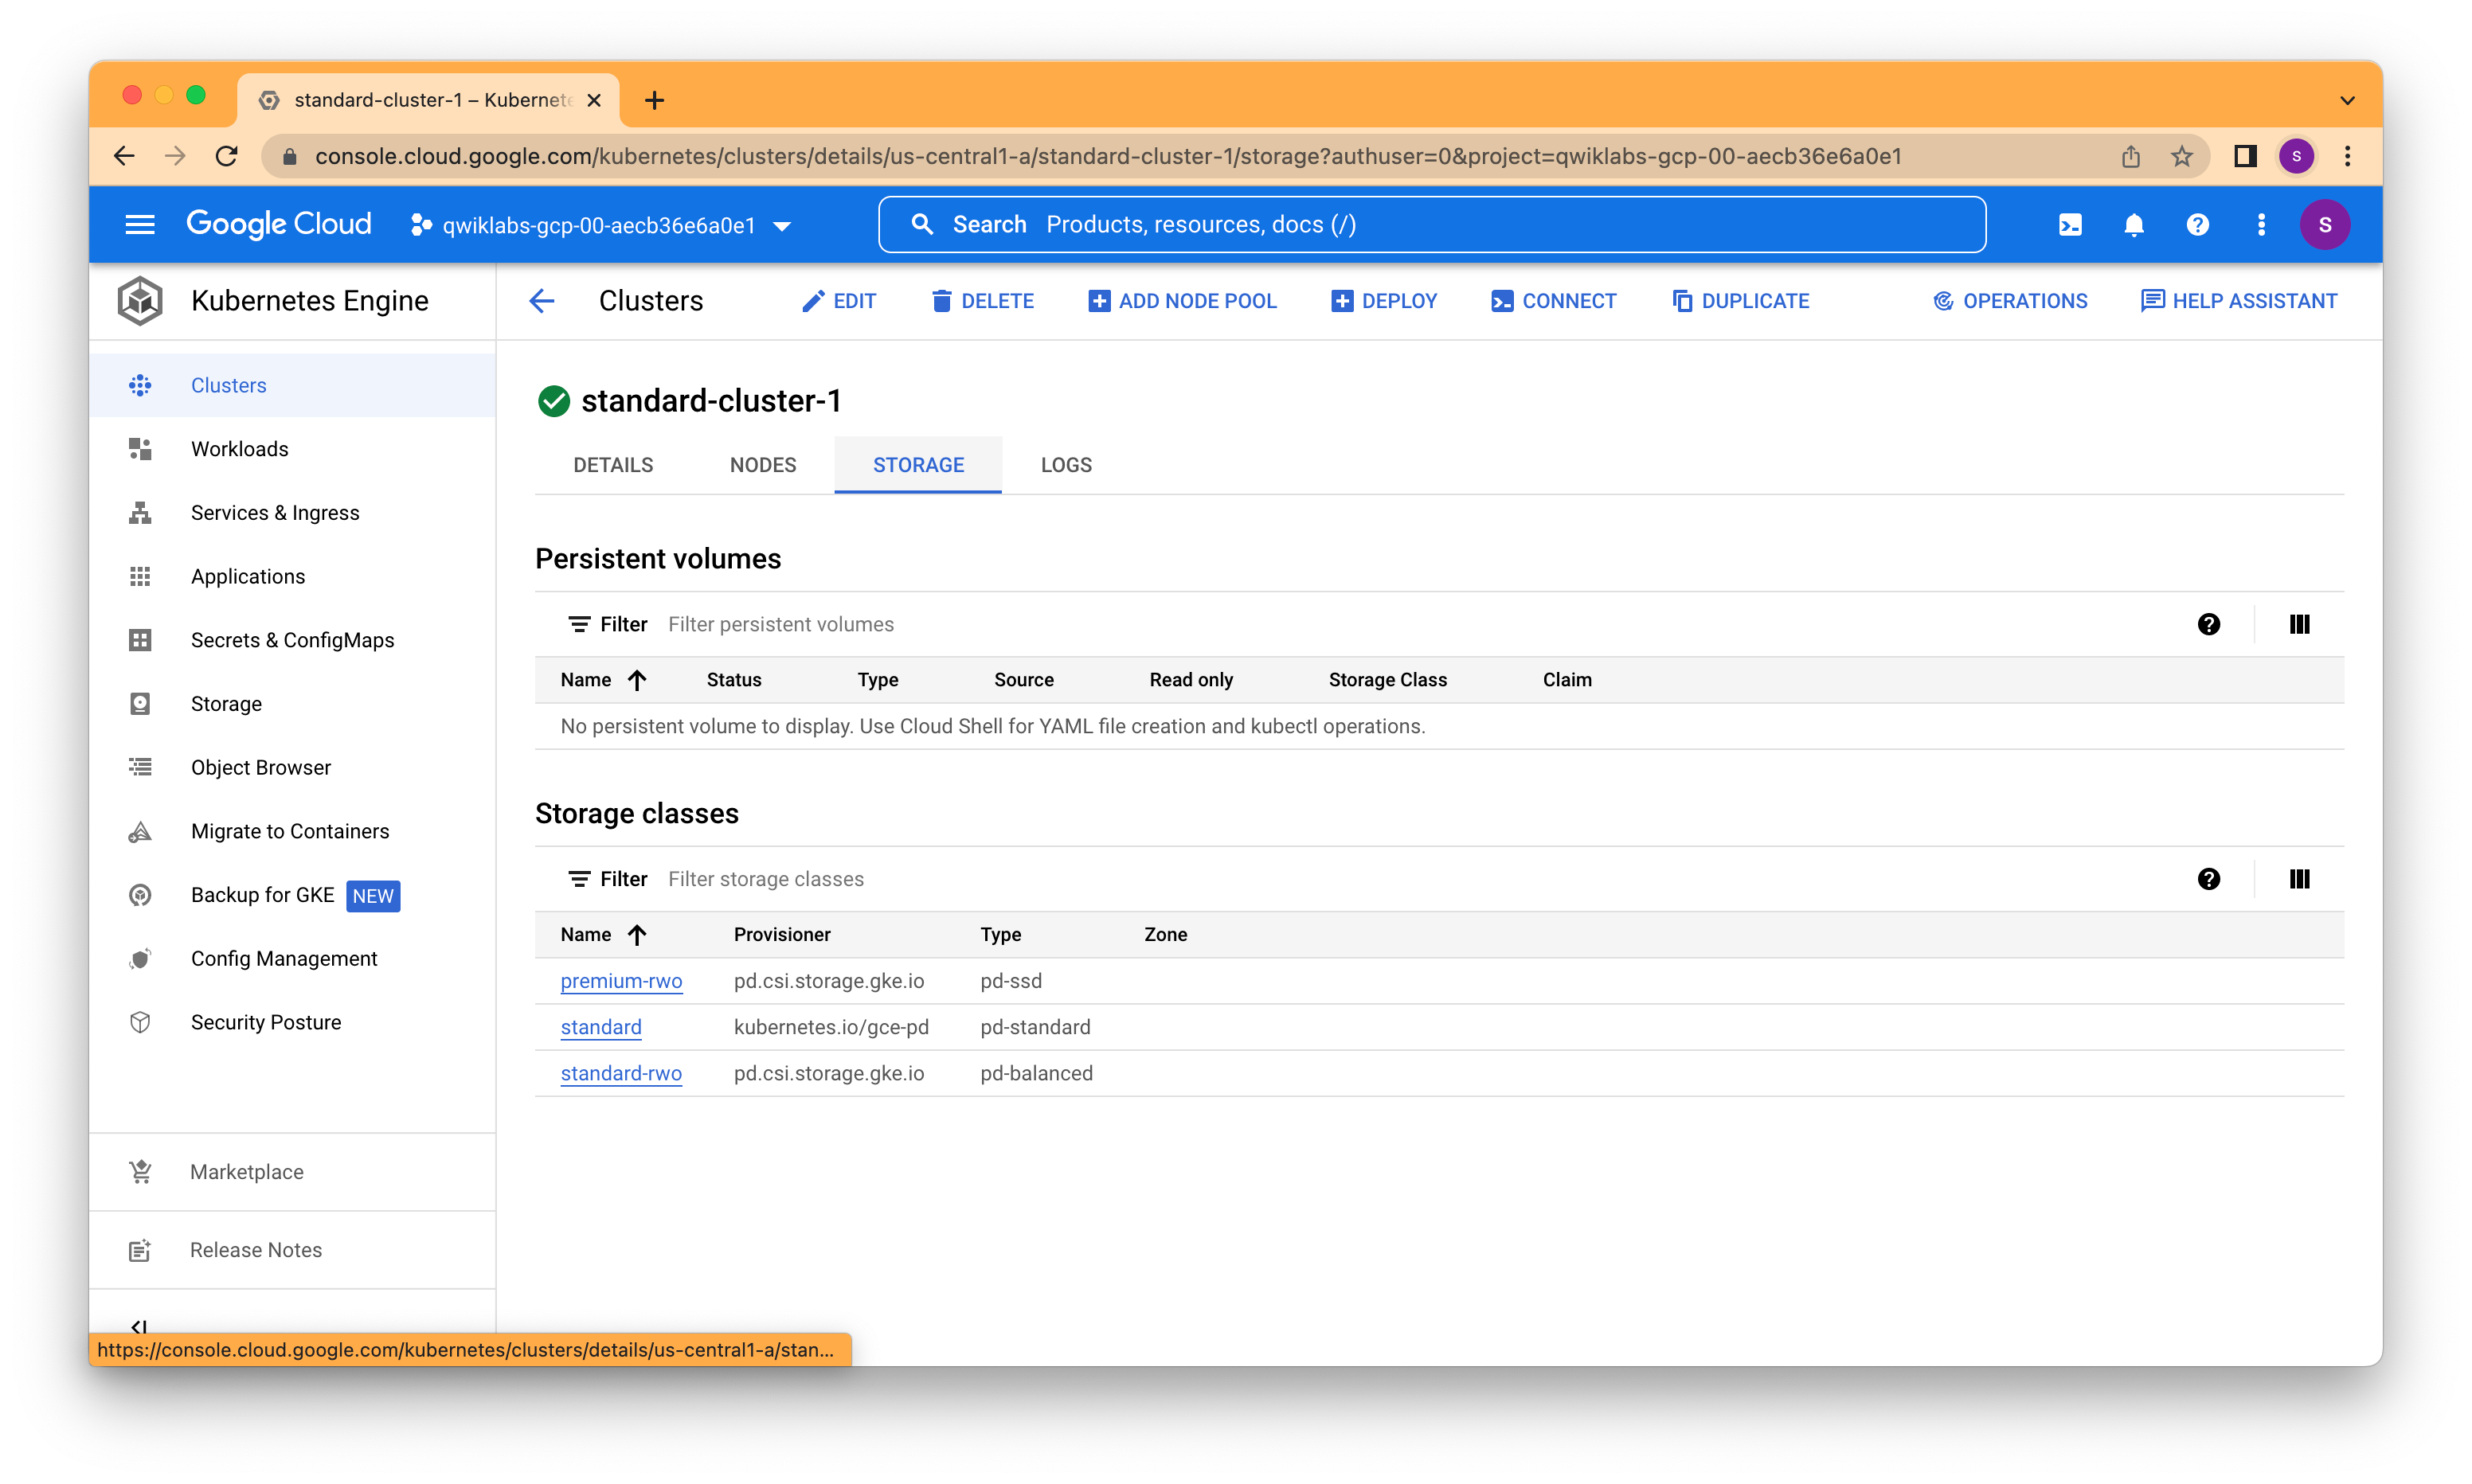 standard-cluster-1 – Kubernete
console.cloud.google.com/kubernetes/clusters/details/us-central1-a/standard-cluster-1/storage?authuser=0&project=qwiklabs-gcp-00-aecb36e6a0e1
S
Google Cloud
qwiklabs-gcp-00-aecb36e6a0e1
Search Products, resources, docs (/)
S
Kubernetes Engine
Clusters
EDIT
DELETE
ADD NODE POOL
DEPLOY
CONNECT
DUPLICATE
OPERATIONS
HELP ASSISTANT
Clusters
Workloads
Services & Ingress
Applications
Secrets & ConfigMaps
Storage
Object Browser
Migrate to Containers
Backup for GKE NEW
Config Management
Security Posture
Marketplace
Release Notes
standard-cluster-1
DETAILS NODES STORAGE LOGS
Persistent volumes
Filter Filter persistent volumes
Name Status Type Source Read only Storage Class Claim
No persistent volume to display. Use Cloud Shell for YAML file creation and kubectl operations.
Storage classes
Filter Filter storage classes
Name Provisioner Type Zone
premium-rwo pd.csi.storage.gke.io pd-ssd
standard kubernetes.io/gce-pd pd-standard
standard-rwo pd.csi.storage.gke.io pd-balanced
https://console.cloud.google.com/kubernetes/clusters/details/us-central1-a/stan...